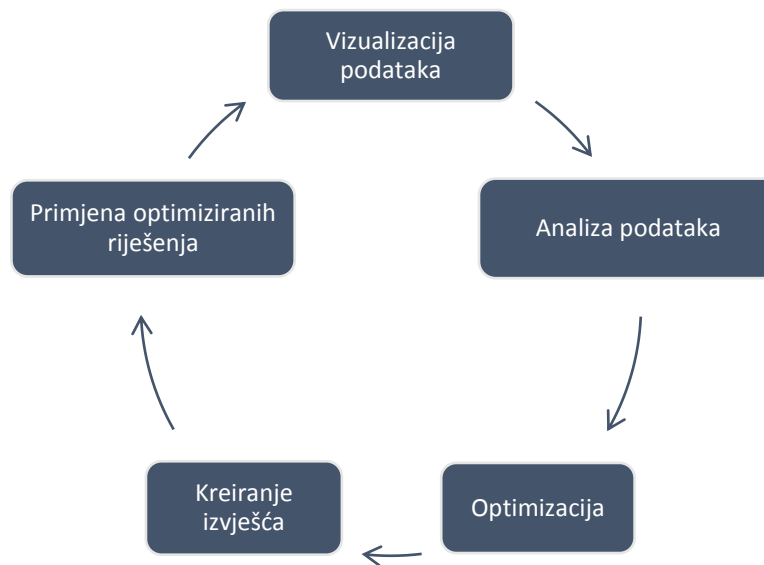 Vizualizacija
podataka
Analiza podataka
Optimizacija
Kreiranje
izvješća
Primjena optimiziranih
riješenja